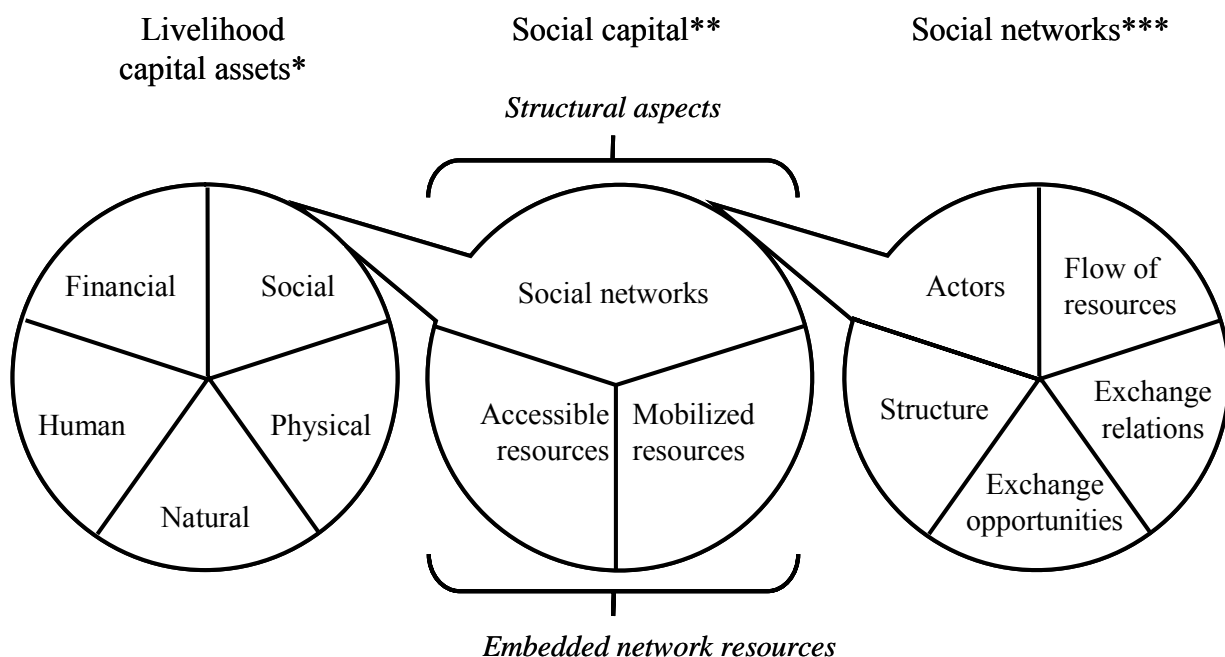 Livelihood
capital assets*
Social capital**
Social networks***
Structural aspects
Financial
Social
Human
Physical
Natural
Social networks
Accessible
resources
Mobilized
resources
Actors
Flow of
resources
Structure
Exchange
relations
Exchange
opportunities
Embedded network resources